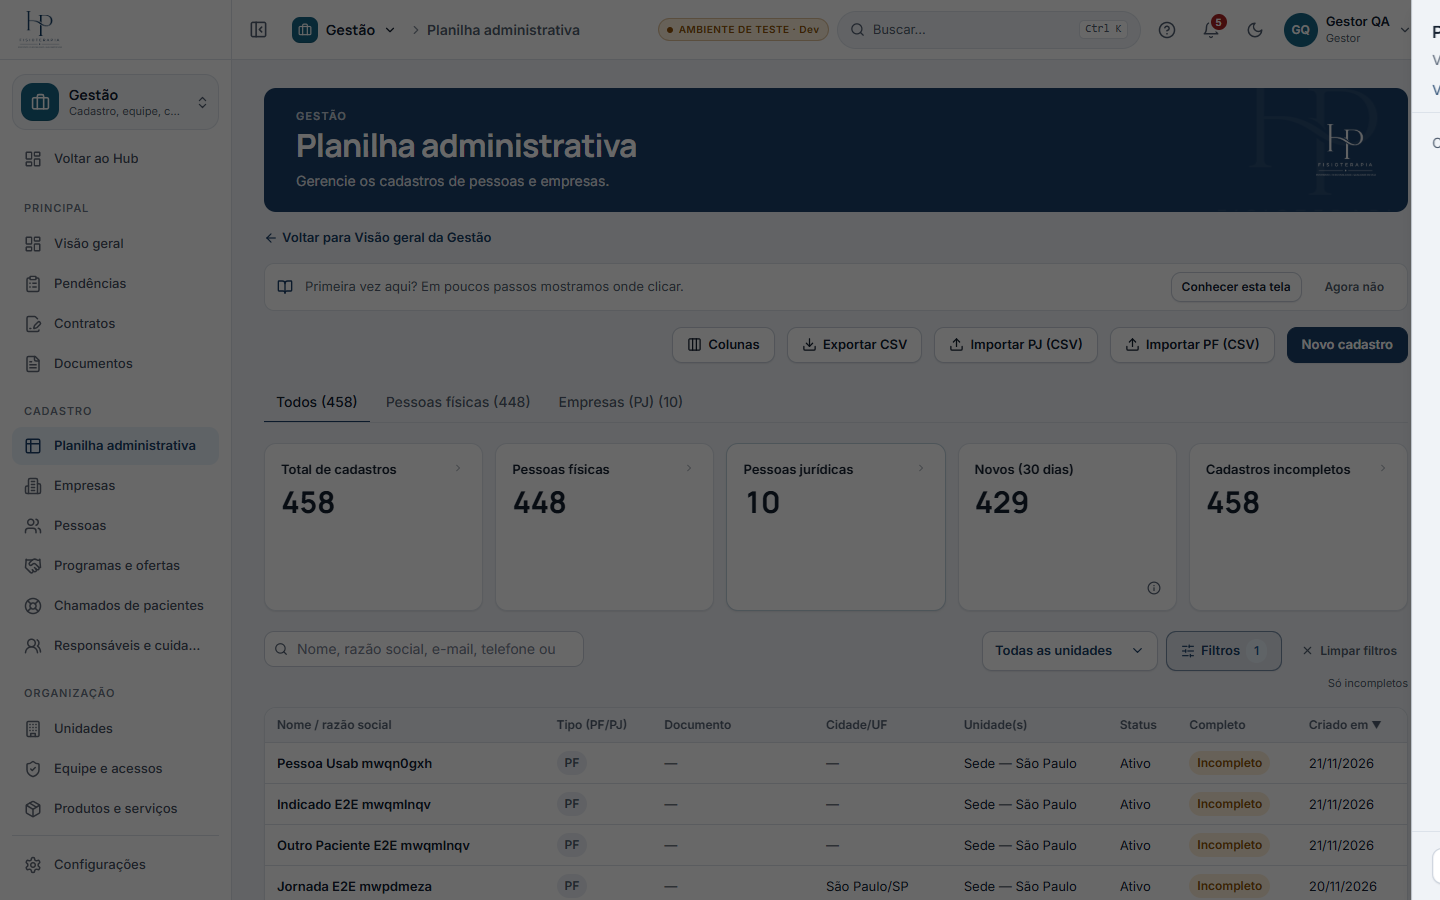 HP
FISIOTERAPIA
Gestão
Planilha administrativa
AMBIENTE DE TESTE · Dev
Buscar...
Ctrl K
5
GQ
Gestor QA
Gestor
Gestão
Cadastro, equipe, c...
Voltar ao Hub
PRINCIPAL
Visão geral
Pendências
Contratos
Documentos
CADASTRO
Planilha administrativa
Empresas
Pessoas
Programas e ofertas
Chamados de pacientes
Responsáveis e cuida...
ORGANIZAÇÃO
Unidades
Equipe e acessos
Produtos e serviços
Configurações
GESTÃO
Planilha administrativa
Gerencie os cadastros de pessoas e empresas.
HP
FISIOTERAPIA
Voltar para Visão geral da Gestão
Primeira vez aqui? Em poucos passos mostramos onde clicar.
Conhecer esta tela
Agora não
Colunas
Exportar CSV
Importar PJ (CSV)
Importar PF (CSV)
Novo cadastro
Todos (458)
Pessoas físicas (448)
Empresas (PJ) (10)
Total de cadastros
458
Pessoas físicas
448
Pessoas jurídicas
10
Novos (30 dias)
429
Cadastros incompletos
458
Nome, razão social, e-mail, telefone ou
Todas as unidades
Filtros 1
Limpar filtros
Só incompletos
Nome / razão social Tipo (PF/PJ) Documento Cidade/UF Unidade(s) Status Completo Criado em ▼
Pessoa Usab mwqn0gxh PF — — Sede — São Paulo Ativo Incompleto 21/11/2026
Indicado E2E mwqmlnqv PF — — Sede — São Paulo Ativo Incompleto 21/11/2026
Outro Paciente E2E mwqmlnqv PF — — Sede — São Paulo Ativo Incompleto 21/11/2026
Jornada E2E mwpdmeza PF — São Paulo/SP Sede — São Paulo Ativo Incompleto 20/11/2026